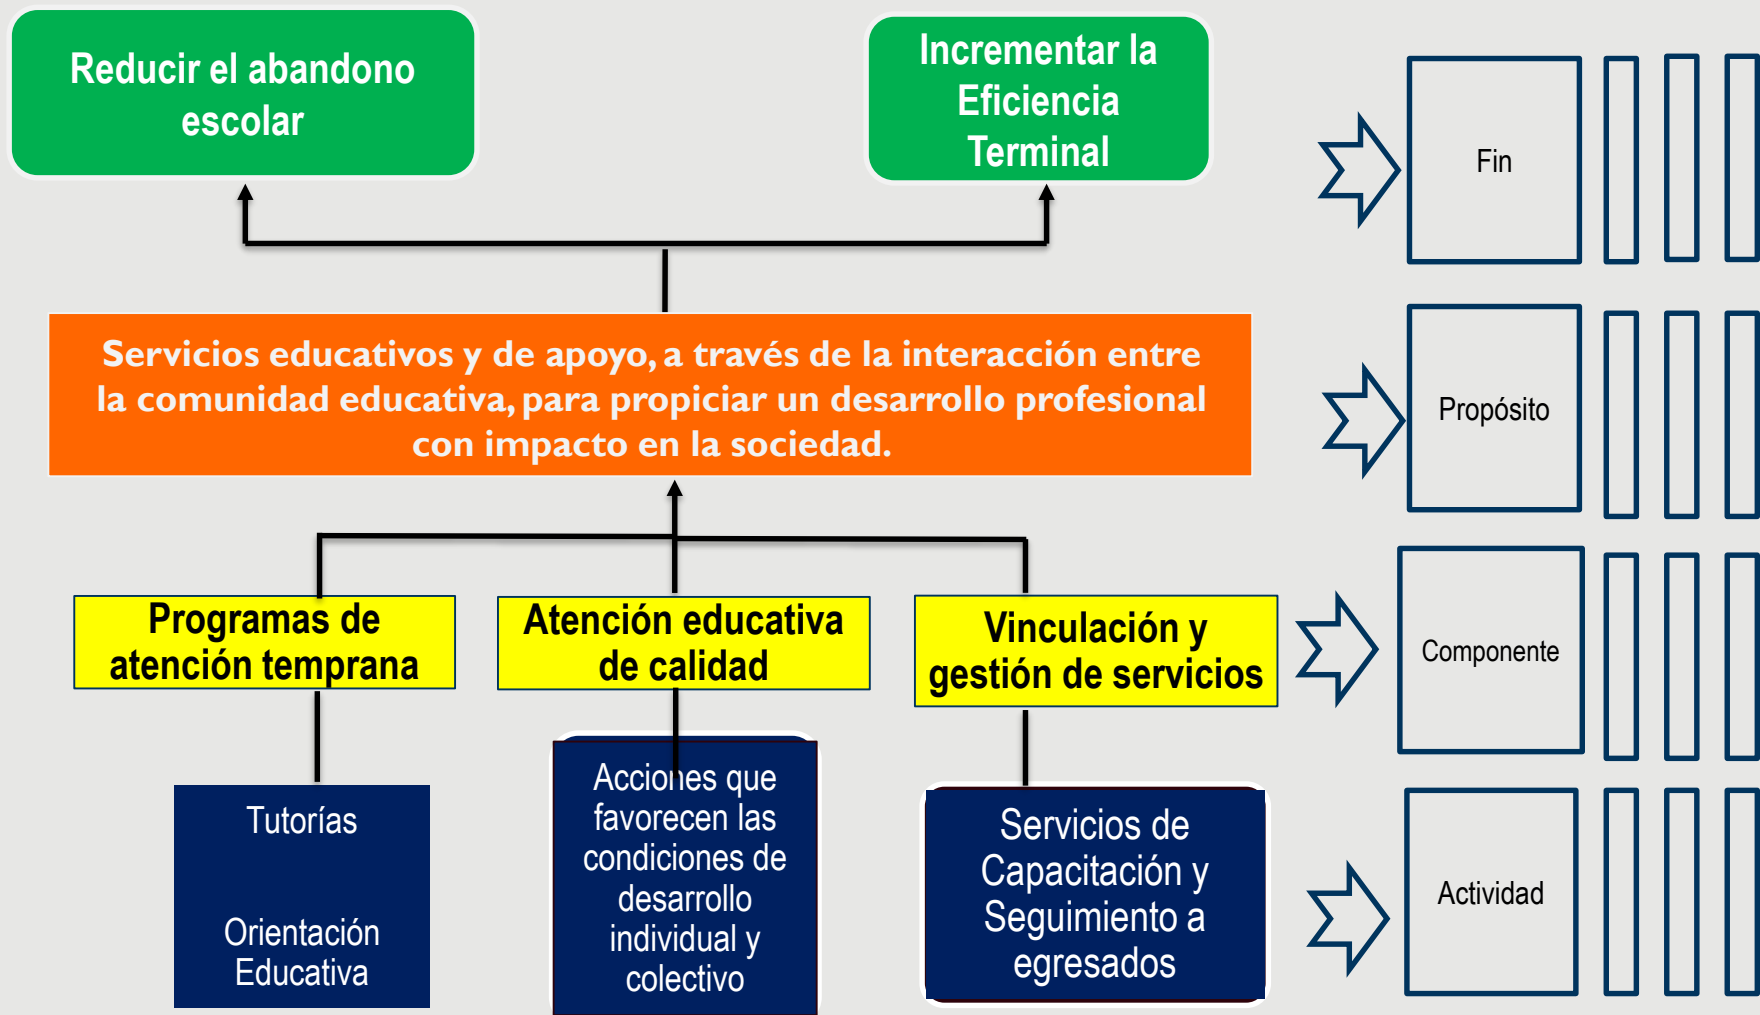 Reducir el abandono
escolar
Incrementar la
Eficiencia
Terminal
Fin
Servicios educativos y de apoyo, a través de la interacción entre
la comunidad educativa, para propiciar un desarrollo profesional
con impacto en la sociedad.
Propósito
Programas de
atención temprana
Atención educativa
de calidad
Vinculación y
gestión de servicios
Componente
Tutorías
Orientación
Educativa
Acciones que
favorecen las
condiciones de
desarrollo
individual y
colectivo
Servicios de
Capacitación y
Seguimiento a
egresados
Actividad